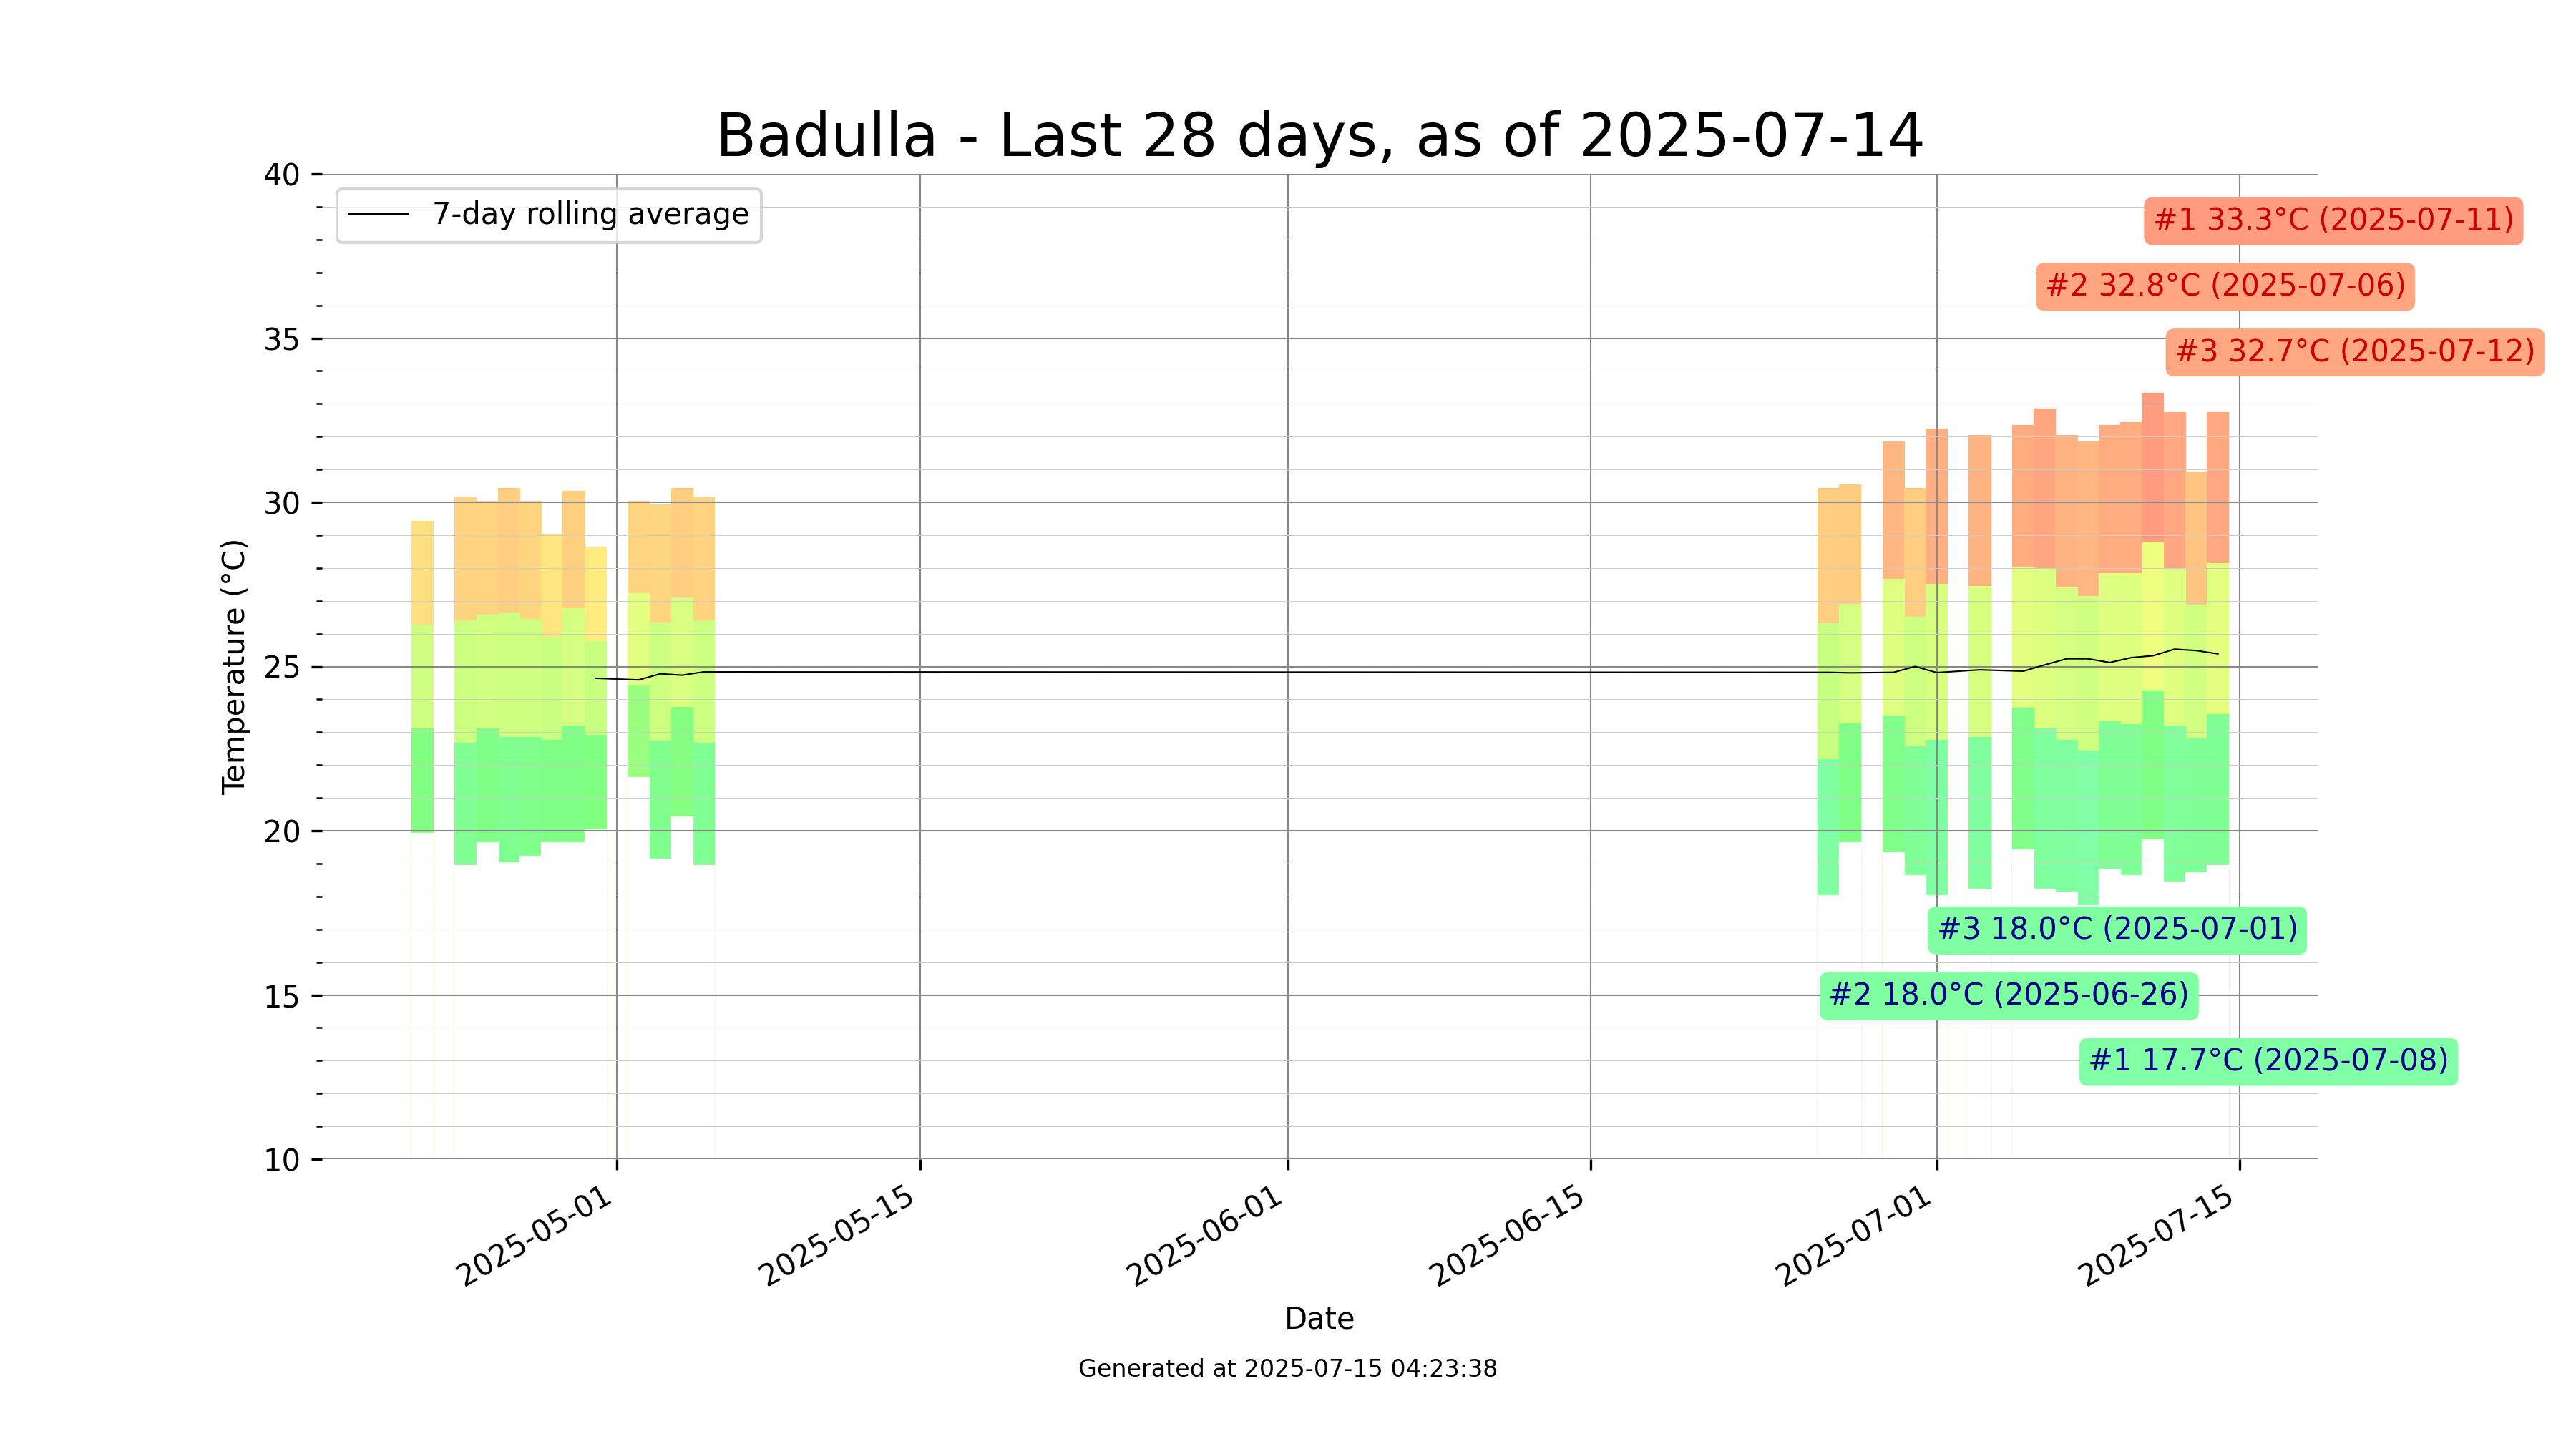 Badulla - Last 28 days, as of 2025-07-14
40
7-day rolling average
#1 33.3°C (2025-07-11)
#2 32.8°C (2025-07-06)
35
#3 32.7°C (2025-07-12)
30
Temperature (°C)
25
20
#3 18.0°C (2025-07-01)
15
#2 18.0°C (2025-06-26)
#1 17.7°C (2025-07-08)
10
2025-05-01
2025-05-15
2025-06-01
2025-06-15
2025-07-01
2025-07-15
Date
Generated at 2025-07-15 04:23:38